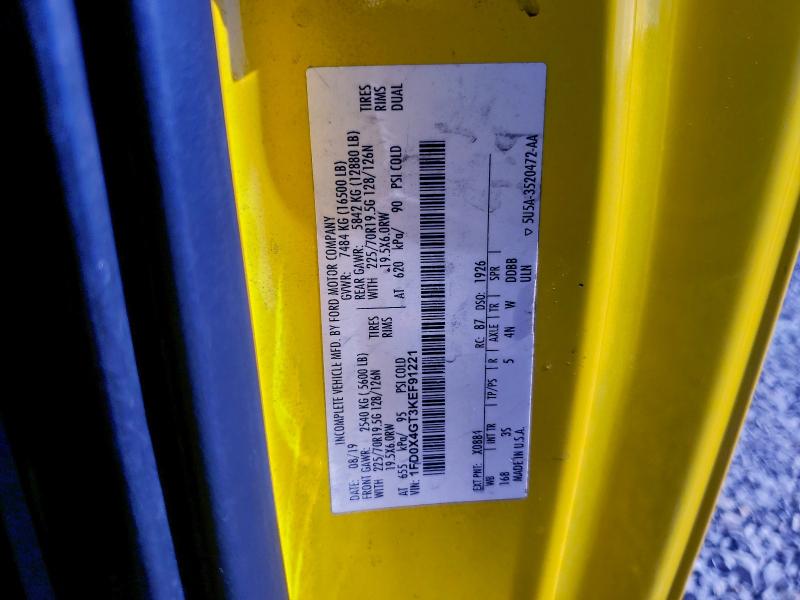 INCOMPLETE VEHICLE MFD. BY FORD MOTOR COMPANY
DATE: 08/19 GVWR: 7484 KG (16500 LB)
FRONT GAWR: 2540 KG (5600 LB) REAR GAWR: 5842 KG (12880 LB)
WITH 225/70R19.5G 128/126N TIRES WITH 225/70R19.5G 128/126N TIRES
19.5X6.0RW RIMS 19.5X6.0RW RIMS
AT 655 kPa/ 95 PSI COLD AT 620 kPa/ 90 PSI COLD DUAL
VIN: 1FD0X4GT3KEF91221
EXT PNT: X0884 RC: B7 DSO: 1926
WB INT TR TP/PS R AXLE TR SPR
168 35 5 4N W DDBB
MADE IN U.S.A. ULN
▽ 5U5A-3520472-AA